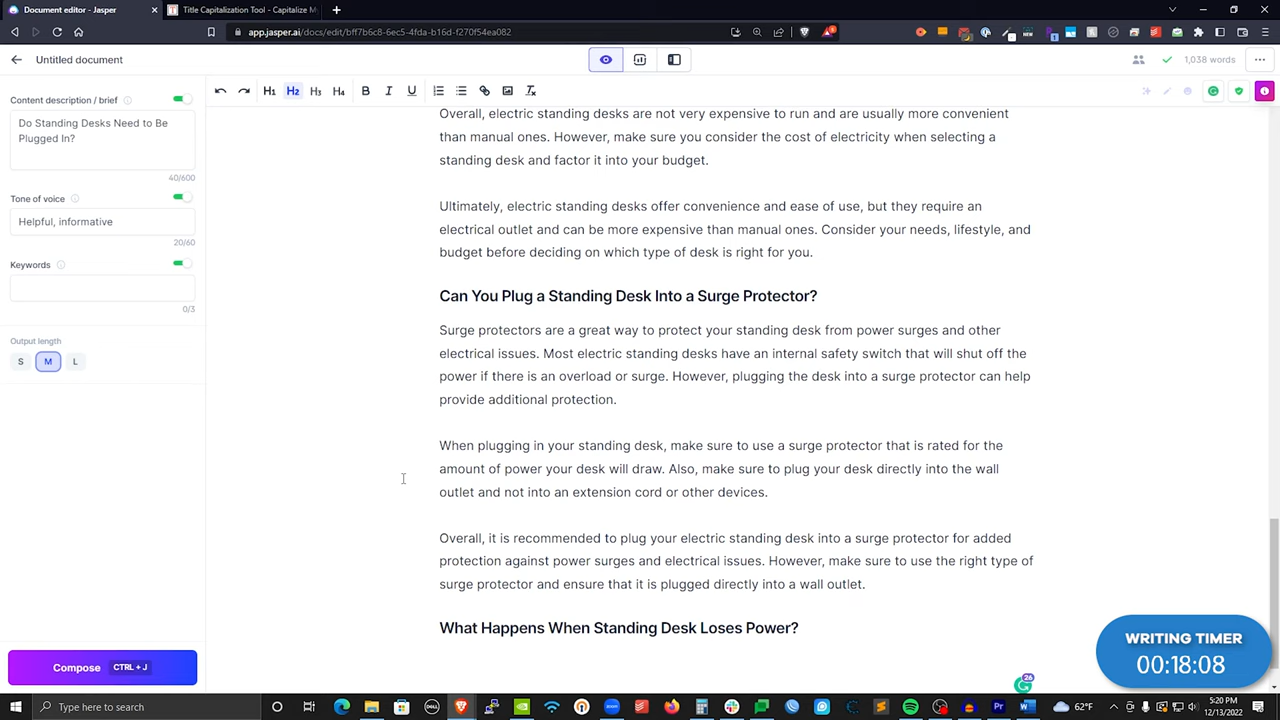 Document editor - Jasper
Title Capitalization Tool - Capitalize M
app.jasper.ai/docs/edit/bff7b6c8-6ec5-4fda-b16d-f270f54ea082
Untitled document
1,038 words
H1 H2 H3 H4 B I U
Content description / brief
Do Standing Desks Need to Be
Plugged In?
40/600
Tone of voice
Helpful, informative
20/60
Keywords
0/3
Output length
S M L
Compose CTRL + J
Overall, electric standing desks are not very expensive to run and are usually more convenient
than manual ones. However, make sure you consider the cost of electricity when selecting a
standing desk and factor it into your budget.
Ultimately, electric standing desks offer convenience and ease of use, but they require an
electrical outlet and can be more expensive than manual ones. Consider your needs, lifestyle, and
budget before deciding on which type of desk is right for you.
Can You Plug a Standing Desk Into a Surge Protector?
Surge protectors are a great way to protect your standing desk from power surges and other
electrical issues. Most electric standing desks have an internal safety switch that will shut off the
power if there is an overload or surge. However, plugging the desk into a surge protector can help
provide additional protection.
When plugging in your standing desk, make sure to use a surge protector that is rated for the
amount of power your desk will draw. Also, make sure to plug your desk directly into the wall
outlet and not into an extension cord or other devices.
Overall, it is recommended to plug your electric standing desk into a surge protector for added
protection against power surges and electrical issues. However, make sure to use the right type of
surge protector and ensure that it is plugged directly into a wall outlet.
What Happens When Standing Desk Loses Power?
26
WRITING TIMER
00:18:08
Type here to search
62°F
5:20 PM
12/13/2022